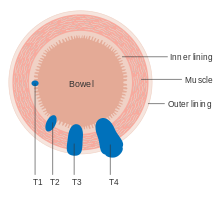 Inner lining
Bowel
Muscle
Outer lining
T1
T2
T3
T4